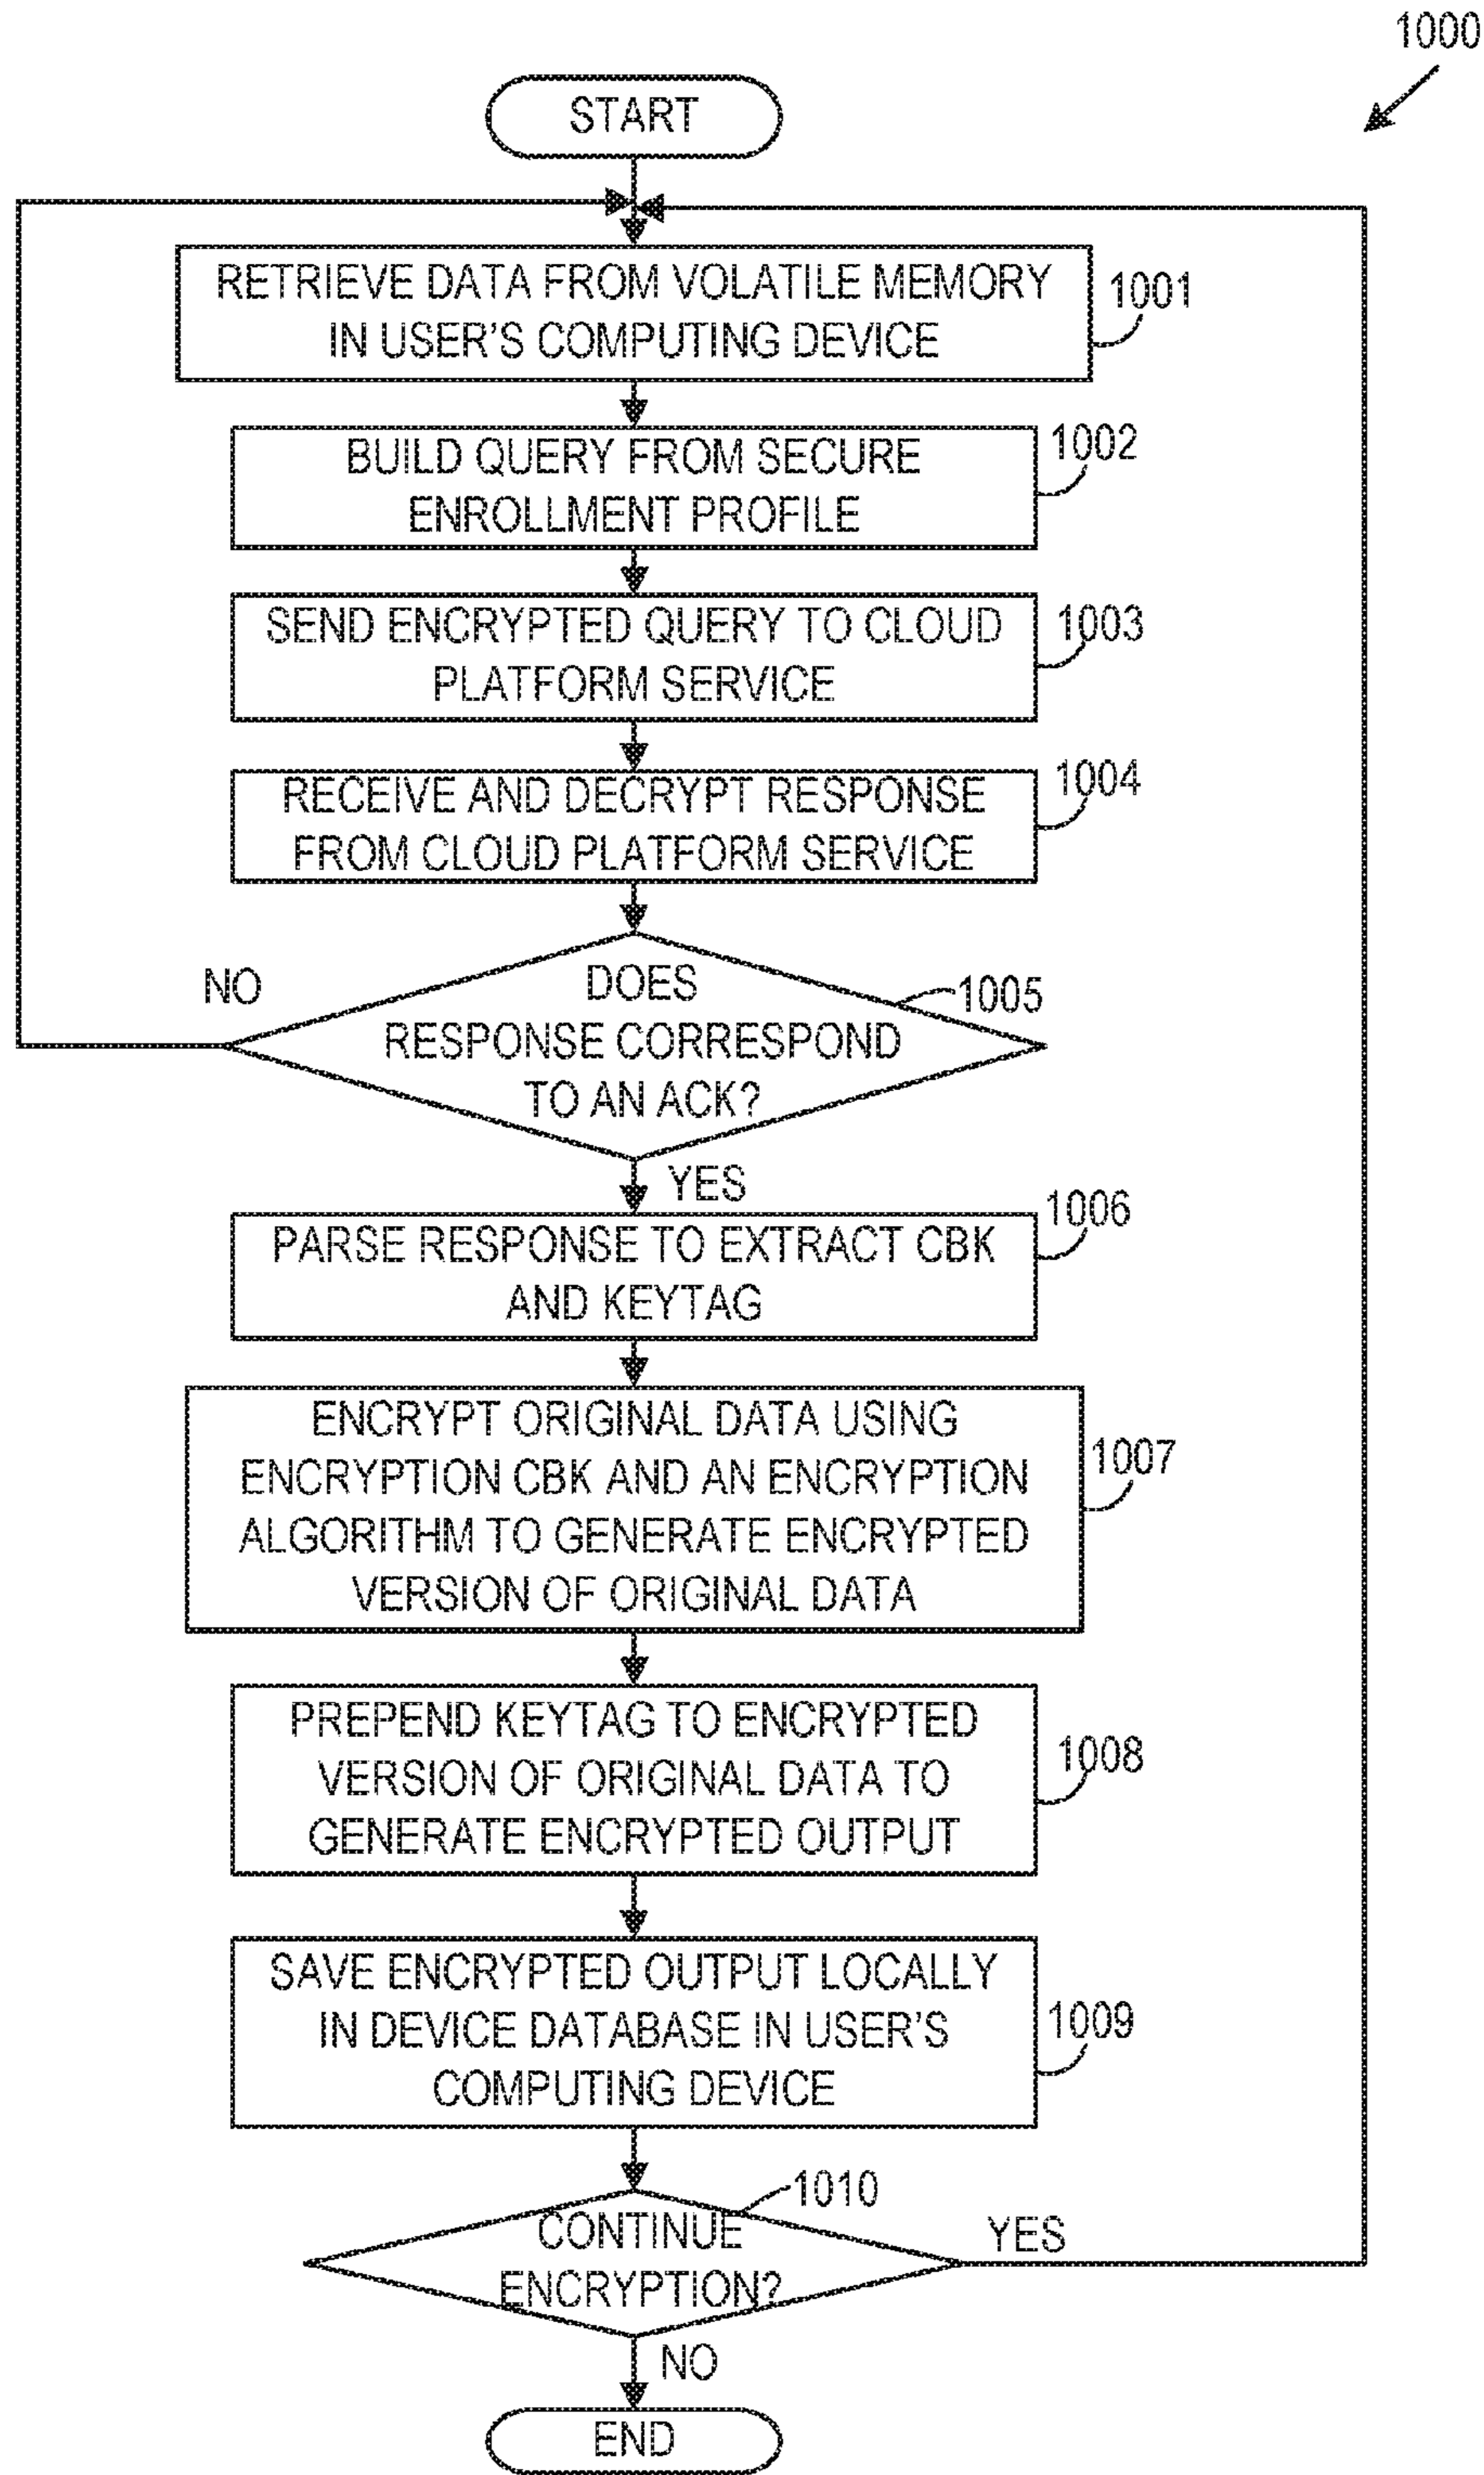 1000
START
RETRIEVE DATA FROM VOLATILE MEMORY
IN USER'S COMPUTING DEVICE
1001
BUILD QUERY FROM SECURE
ENROLLMENT PROFILE
1002
SEND ENCRYPTED QUERY TO CLOUD
PLATFORM SERVICE
1003
RECEIVE AND DECRYPT RESPONSE
FROM CLOUD PLATFORM SERVICE
1004
NO
DOES
RESPONSE CORRESPOND
TO AN ACK?
1005
YES
PARSE RESPONSE TO EXTRACT CBK
AND KEYTAG
1006
ENCRYPT ORIGINAL DATA USING
ENCRYPTION CBK AND AN ENCRYPTION
ALGORITHM TO GENERATE ENCRYPTED
VERSION OF ORIGINAL DATA
1007
PREPEND KEYTAG TO ENCRYPTED
VERSION OF ORIGINAL DATA TO
GENERATE ENCRYPTED OUTPUT
1008
SAVE ENCRYPTED OUTPUT LOCALLY
IN DEVICE DATABASE IN USER'S
COMPUTING DEVICE
1009
1010
CONTINUE
ENCRYPTION?
YES
NO
END